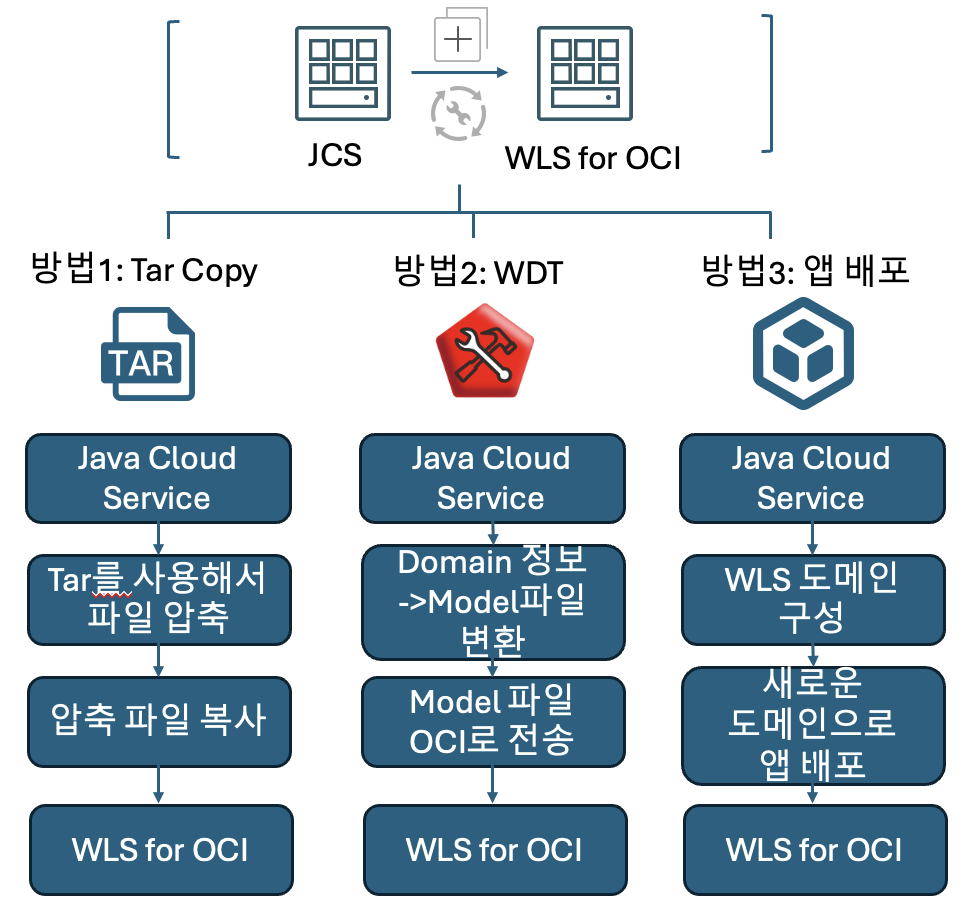 JCS
WLS for OCI
방법1: Tar Copy
방법2: WDT
방법3: 앱 배포
TAR
Java Cloud
Service
Tar를 사용해서
파일 압축
압축 파일 복사
WLS for OCI
Java Cloud
Service
Domain 정보
->Model파일
변환
Model 파일
OCI로 전송
WLS for OCI
Java Cloud
Service
WLS 도메인
구성
새로운
도메인으로
앱 배포
WLS for OCI